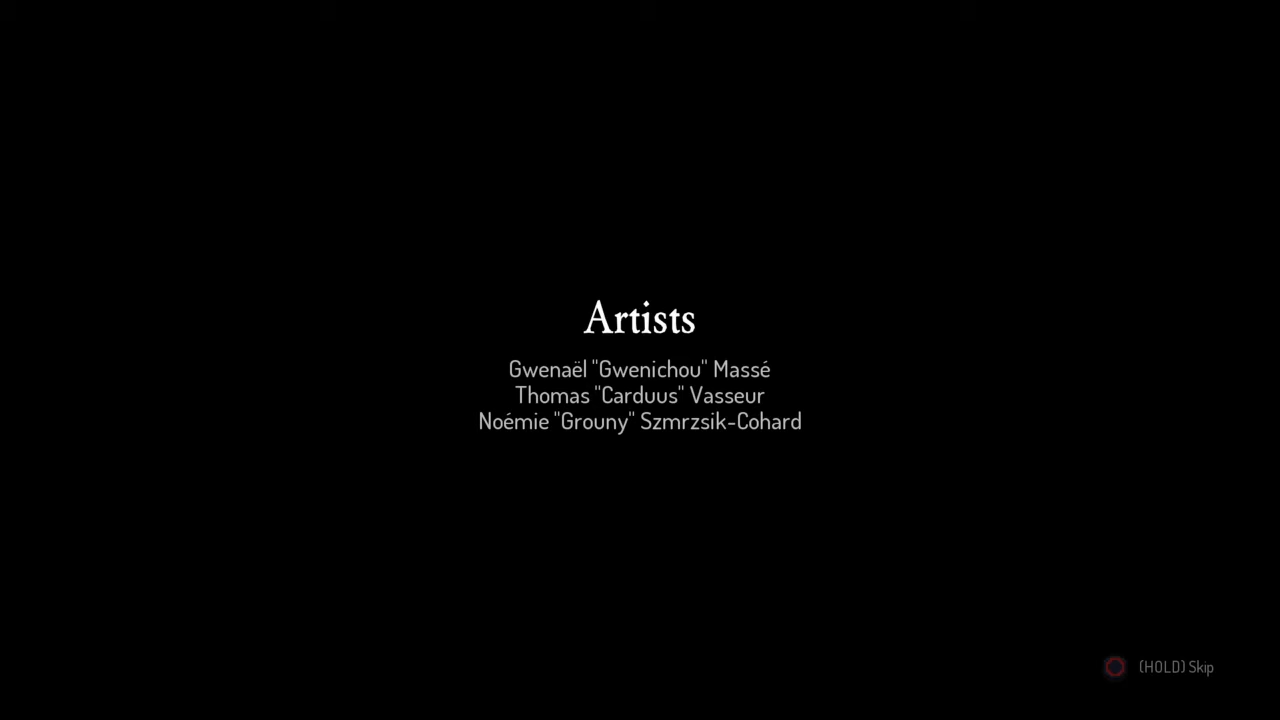 Artists
Gwenaël "Gwenichou" Massé
Thomas "Carduus" Vasseur
Noémie "Grouny" Szmrzsik-Cohard
(HOLD) Skip